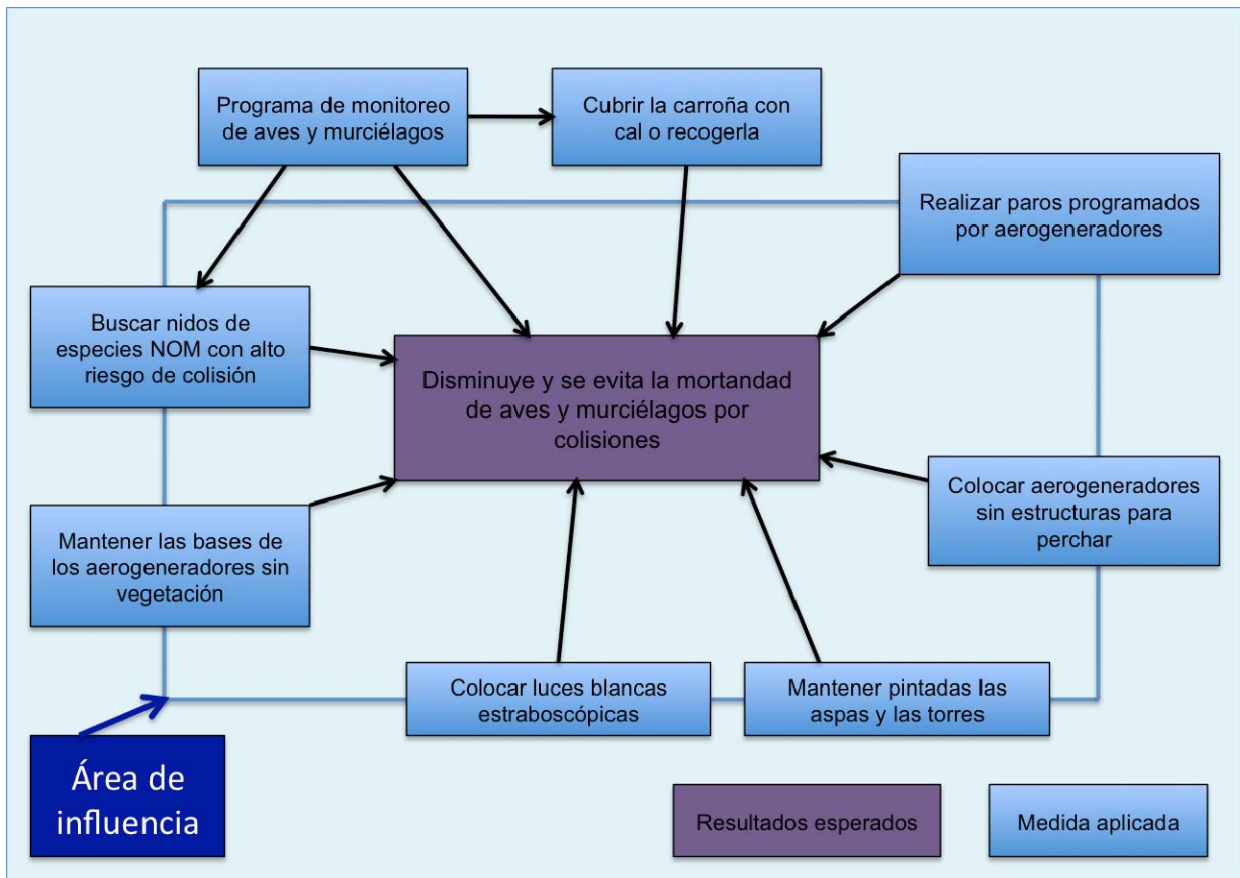 Programa de monitoreo
de aves y murciélagos
Cubrir la carroña con
cal o recogerla
Realizar paros programados
por aerogeneradores
Buscar nidos de
especies NOM con alto
riesgo de colisión
Disminuye y se evita la mortandad
de aves y murciélagos por
colisiones
Mantener las bases de
los aerogeneradores sin
vegetación
Colocar aerogeneradores
sin estructuras para
perchar
Colocar luces blancas
estraboscópicas
Mantener pintadas las
aspas y las torres
Área de
influencia
Resultados esperados
Medida aplicada